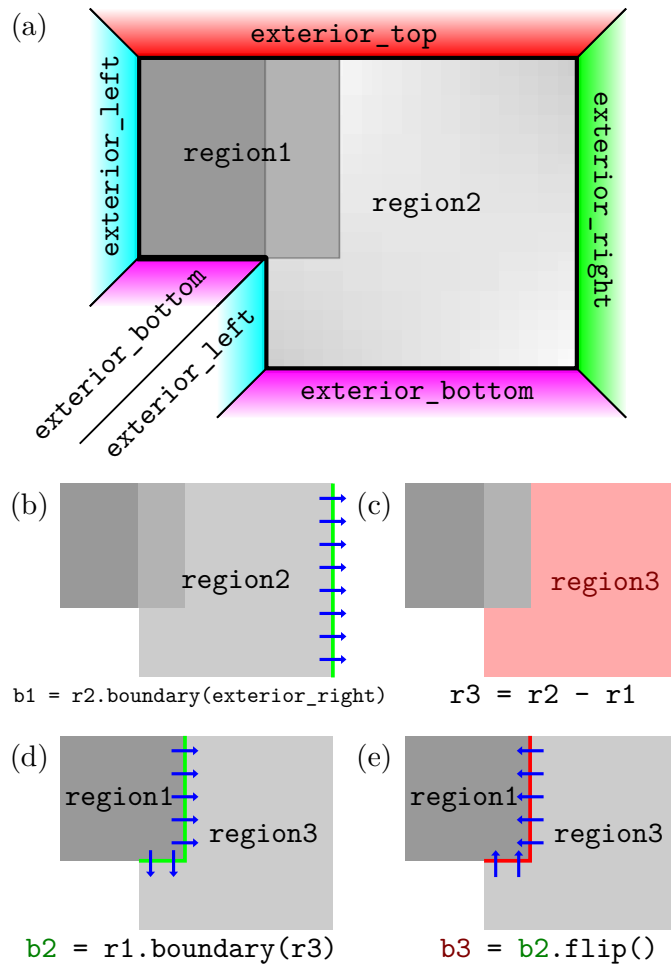 (a)
exterior_top
exterior_left
region1
region2
exterior_right
exterior_bottom
exterior_left
exterior_bottom
(b)
region2
b1 = r2.boundary(exterior_right)
(c)
region3
r3 = r2 - r1
(d)
region1
region3
b2 = r1.boundary(r3)
(e)
region1
region3
b3 = b2.flip()